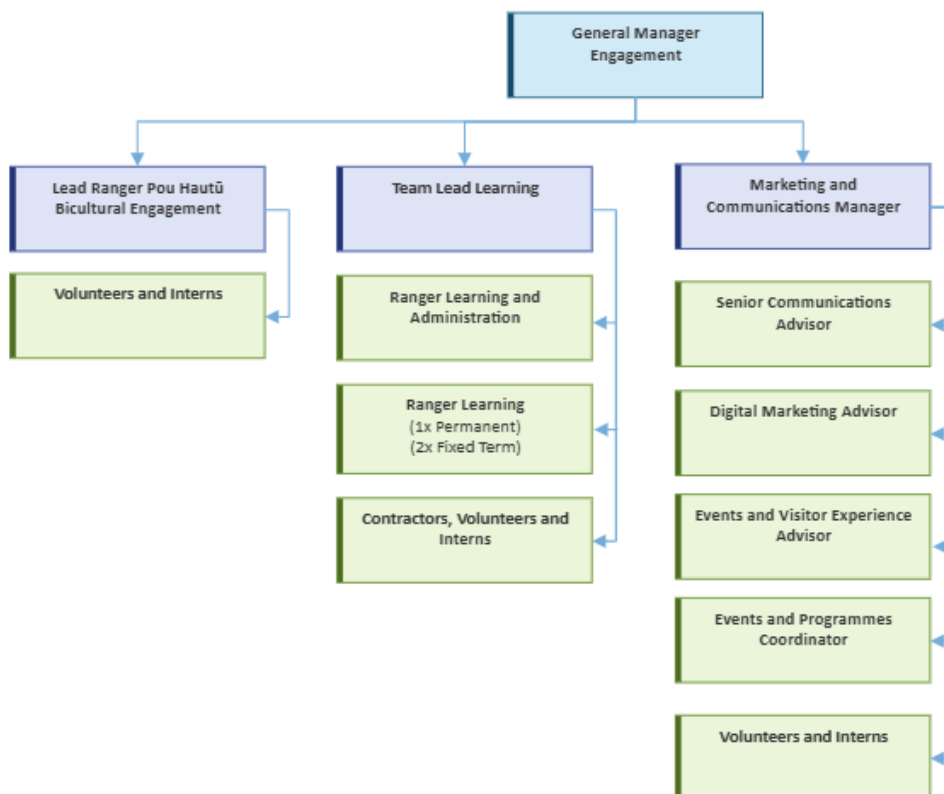 General Manager
Engagement
Lead Ranger Pou Hautū
Bicultural Engagement
Volunteers and Interns
Team Lead Learning
Ranger Learning and
Administration
Ranger Learning
(1x Permanent)
(2x Fixed Term)
Contractors, Volunteers and
Interns
Marketing and
Communications Manager
Senior Communications
Advisor
Digital Marketing Advisor
Events and Visitor Experience
Advisor
Events and Programmes
Coordinator
Volunteers and Interns